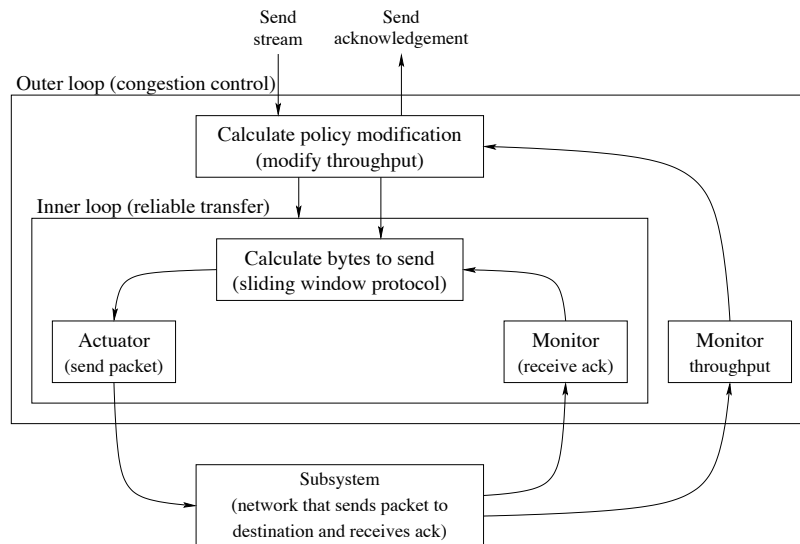 Send
stream
Send
acknowledgement
Outer loop (congestion control)
Calculate policy modification
(modify throughput)
Inner loop (reliable transfer)
Calculate bytes to send
(sliding window protocol)
Actuator
(send packet)
Monitor
(receive ack)
Monitor
throughput
Subsystem
(network that sends packet to
destination and receives ack)